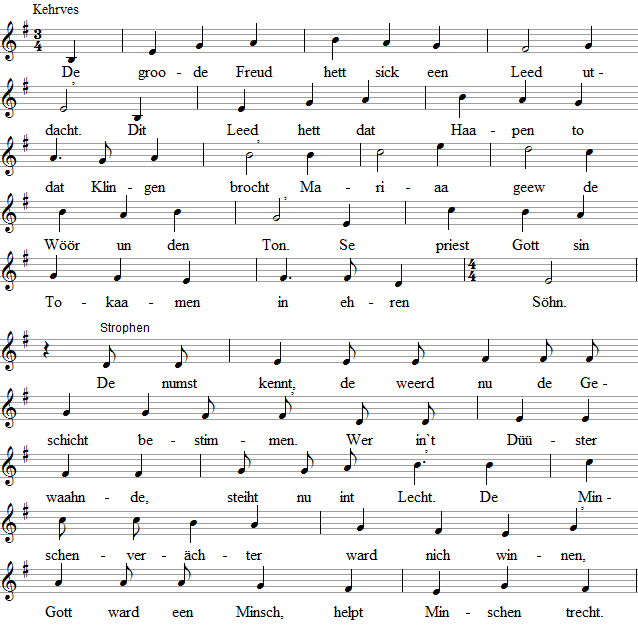 Kehrves
De groo - de Freud hett sick een Leed ut-
dacht. Dit Leed hett dat Haa - pen to
dat Klin - gen brocht Ma - ri - aa geew de
Wöör un den Ton. Se priest Gott sin
To - kaa - men in eh - ren Söhn.
Strophen
De numst kennt, de weerd nu de Ge -
schicht be - stim - men. Wer in`t Düü - ster
waahn - de, steiht nu int Lecht. De Min -
schen - ver - äch - ter ward nich win - nen,
Gott ward een Minsch, helpt Min - schen trecht.